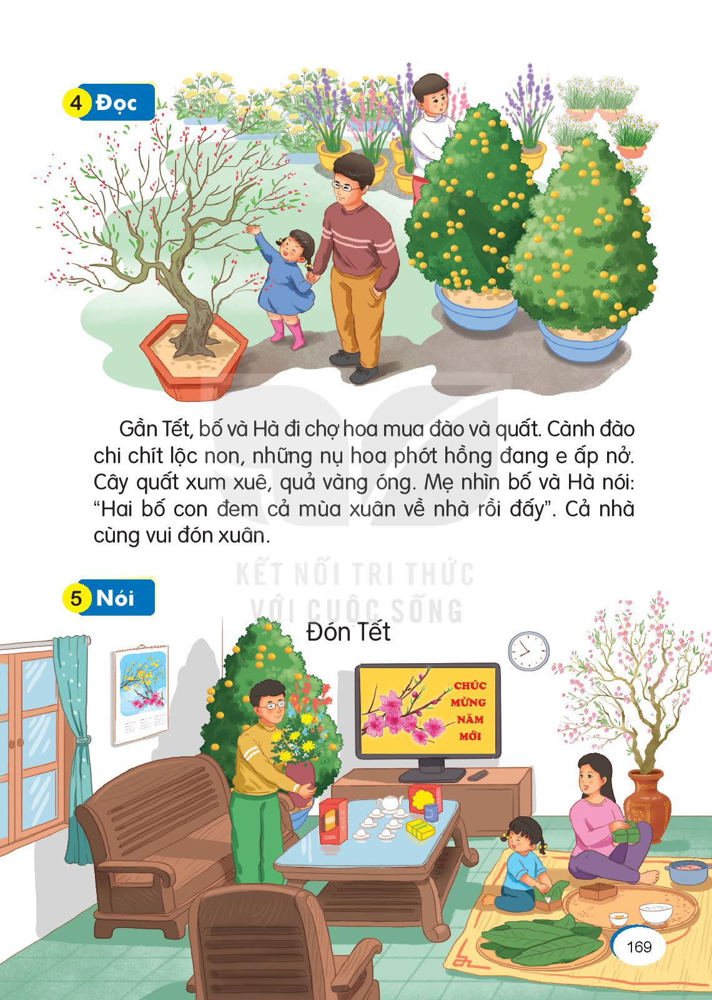 4 Đọc
Gần Tết, bố và Hà đi chợ hoa mua đào và quất. Cành đào
chi chít lộc non, những nụ hoa phớt hồng đang e ấp nở.
Cây quất xum xuê, quả vàng óng. Mẹ nhìn bố và Hà nói:
“Hai bố con đem cả mùa xuân về nhà rồi đấy”. Cả nhà
cùng vui đón xuân.
KẾT NỐI TRI THỨC
VỚI CUỘC SỐNG
5 Nói
Đón Tết
CHÚC
MỪNG
NĂM
MỚI
169